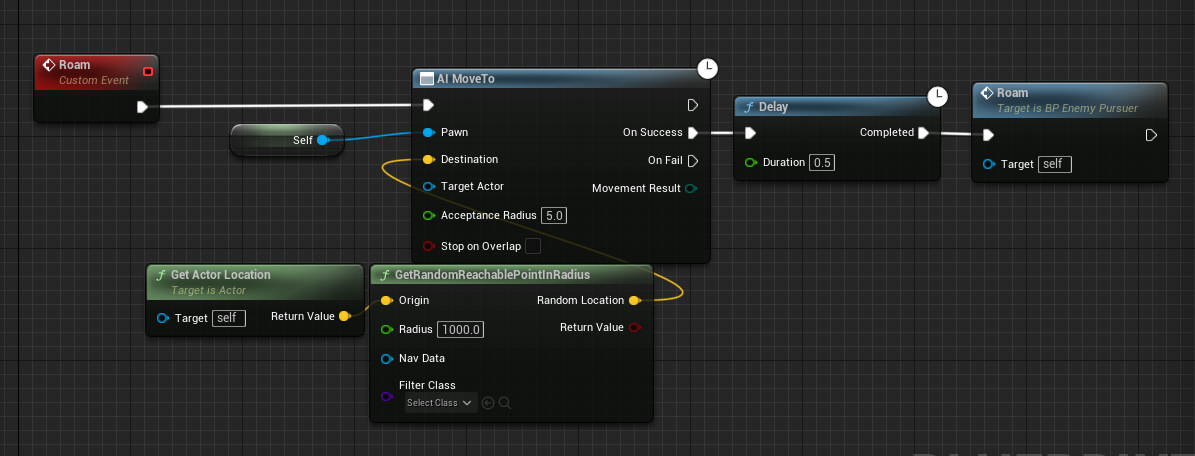 Roam
Custom Event
Self
AI MoveTo
Pawn
On Success
Destination
On Fail
Target Actor
Movement Result
Acceptance Radius 5.0
Stop on Overlap
Delay
Completed
Duration 0.5
Roam
Target is BP Enemy Pursuer
Target self
Get Actor Location
Target is Actor
Target self
Return Value
GetRandomReachablePointInRadius
Origin
Random Location
Radius 1000.0
Return Value
Nav Data
Filter Class
Select Class